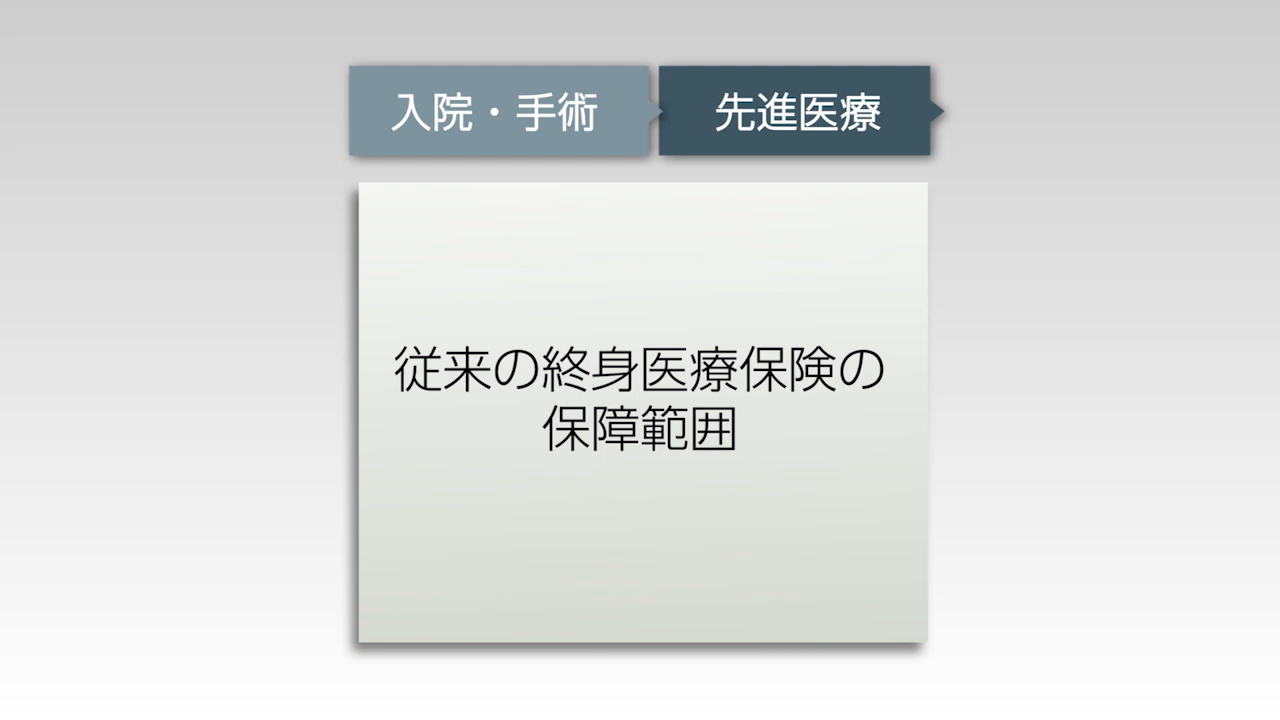 入院・手術
先進医療
従来の終身医療保険の
保障範囲